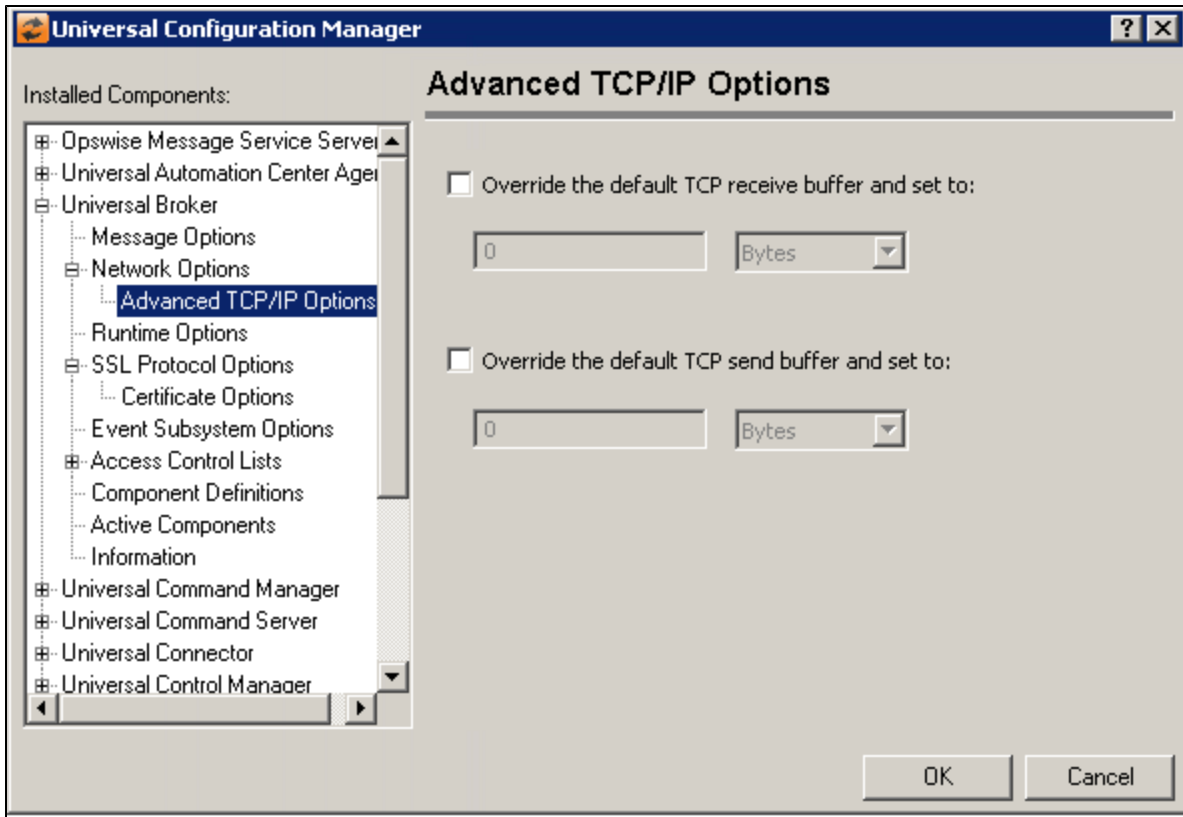 Universal Configuration Manager
Installed Components:
Opswise Message Service Server
Universal Automation Center Agen
Universal Broker
Message Options
Network Options
Advanced TCP/IP Options
Runtime Options
SSL Protocol Options
Certificate Options
Event Subsystem Options
Access Control Lists
Component Definitions
Active Components
Information
Universal Command Manager
Universal Command Server
Universal Connector
Universal Control Manager
Advanced TCP/IP Options
Override the default TCP receive buffer and set to:
0 Bytes
Override the default TCP send buffer and set to:
0 Bytes
OK Cancel